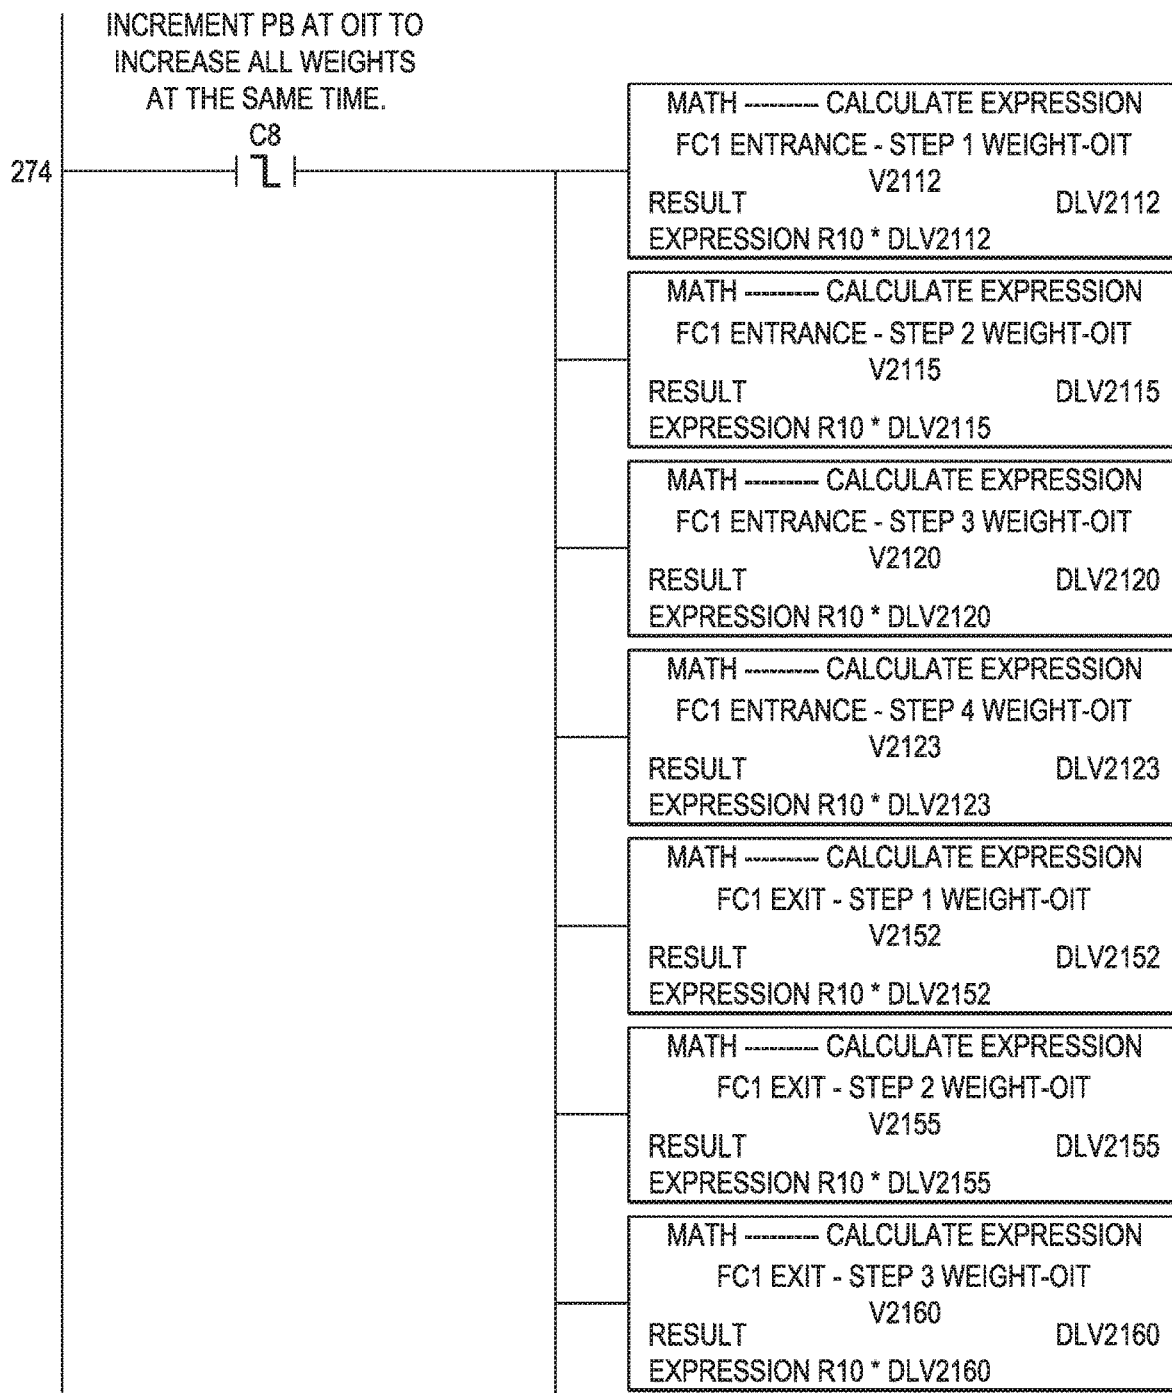 INCREMENT PB AT OIT TO
INCREASE ALL WEIGHTS
AT THE SAME TIME.
C8
274
MATH --------- CALCULATE EXPRESSION
FC1 ENTRANCE - STEP 1 WEIGHT-OIT
V2112
RESULT DLV2112
EXPRESSION R10 * DLV2112
MATH --------- CALCULATE EXPRESSION
FC1 ENTRANCE - STEP 2 WEIGHT-OIT
V2115
RESULT DLV2115
EXPRESSION R10 * DLV2115
MATH --------- CALCULATE EXPRESSION
FC1 ENTRANCE - STEP 3 WEIGHT-OIT
V2120
RESULT DLV2120
EXPRESSION R10 * DLV2120
MATH --------- CALCULATE EXPRESSION
FC1 ENTRANCE - STEP 4 WEIGHT-OIT
V2123
RESULT DLV2123
EXPRESSION R10 * DLV2123
MATH --------- CALCULATE EXPRESSION
FC1 EXIT - STEP 1 WEIGHT-OIT
V2152
RESULT DLV2152
EXPRESSION R10 * DLV2152
MATH --------- CALCULATE EXPRESSION
FC1 EXIT - STEP 2 WEIGHT-OIT
V2155
RESULT DLV2155
EXPRESSION R10 * DLV2155
MATH --------- CALCULATE EXPRESSION
FC1 EXIT - STEP 3 WEIGHT-OIT
V2160
RESULT DLV2160
EXPRESSION R10 * DLV2160